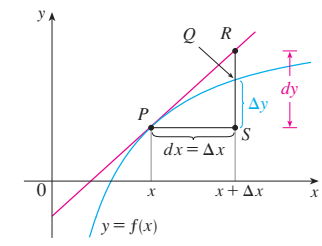 y
Q
R
dy
Δy
P
S
dx = Δx
0
x
x + Δx
x
y = f(x)